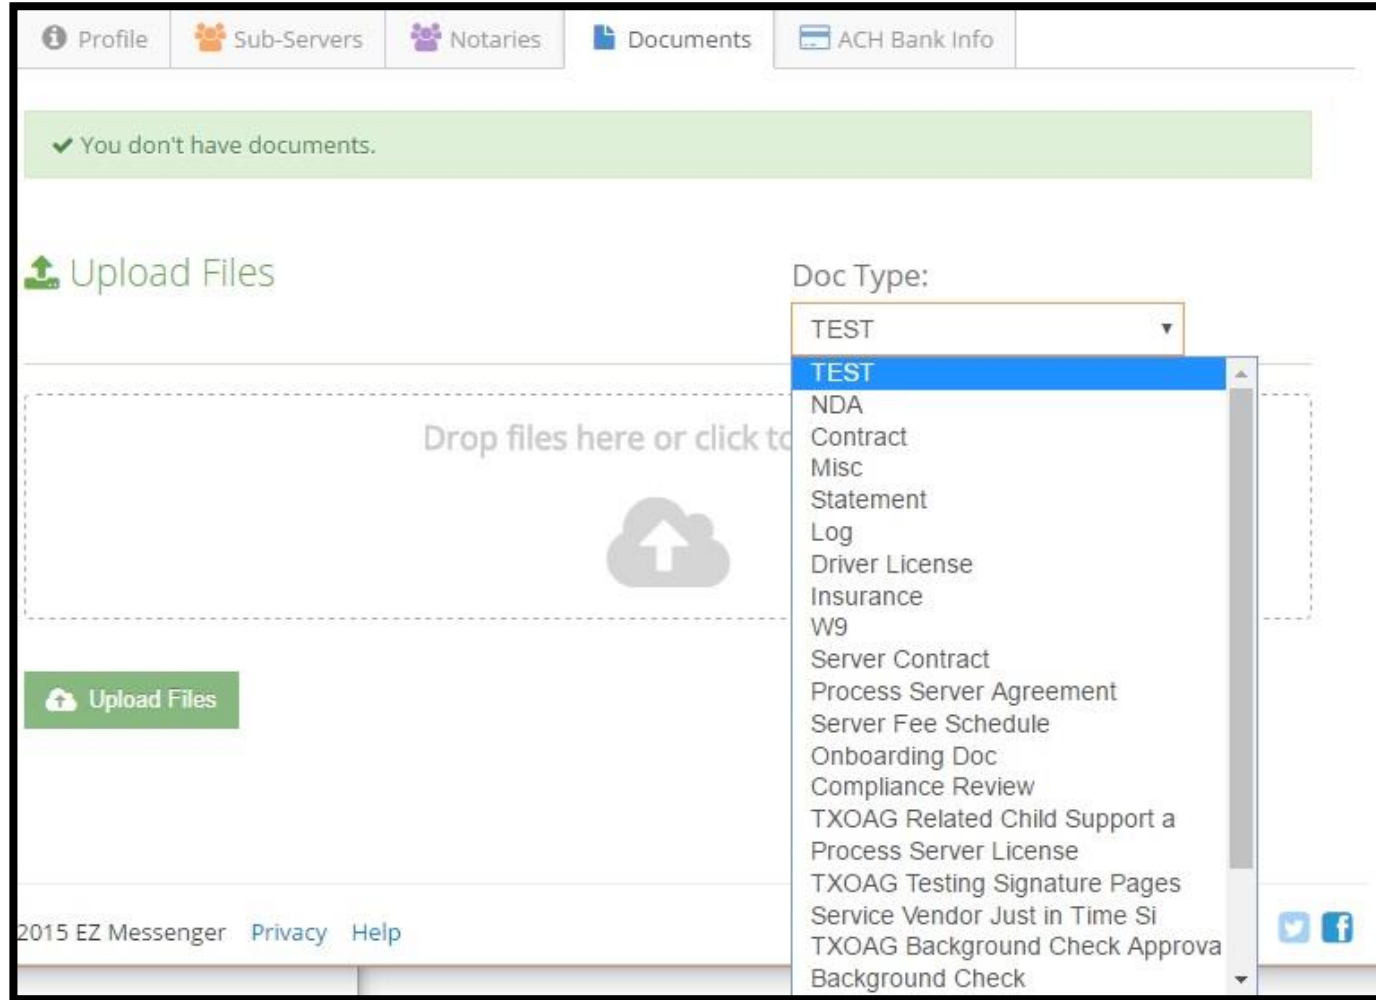 Profile Sub-Servers Notaries Documents ACH Bank Info
You don't have documents.
Upload Files
Doc Type:
TEST
TEST
NDA
Drop files here or click to
Contract
Misc
Statement
Log
Driver License
Insurance
W9
Server Contract
Process Server Agreement
Upload Files
Server Fee Schedule
Onboarding Doc
Compliance Review
TXOAG Related Child Support a
Process Server License
TXOAG Testing Signature Pages
Service Vendor Just in Time Si
2015 EZ Messenger Privacy Help
TXOAG Background Check Approva
Background Check